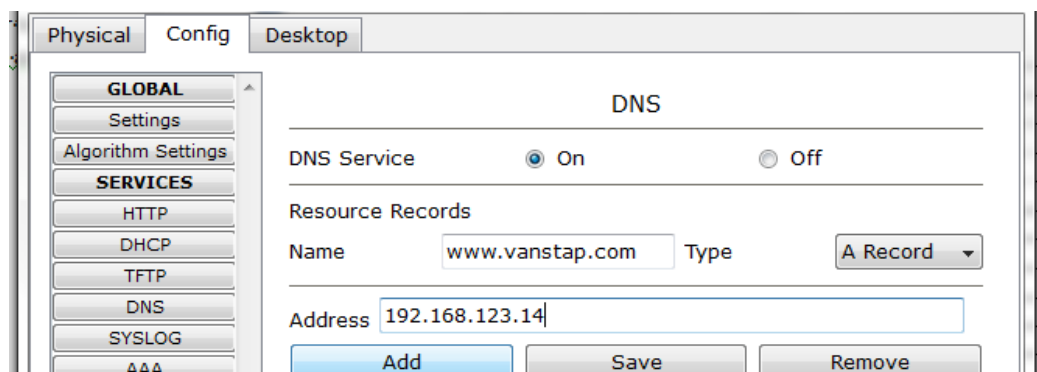 Physical Config Desktop
GLOBAL
Settings
Algorithm Settings
SERVICES
HTTP
DHCP
TFTP
DNS
SYSLOG
AAA
DNS
DNS Service On Off
Resource Records
Name www.vanstap.com Type A Record
Address 192.168.123.14
Add Save Remove